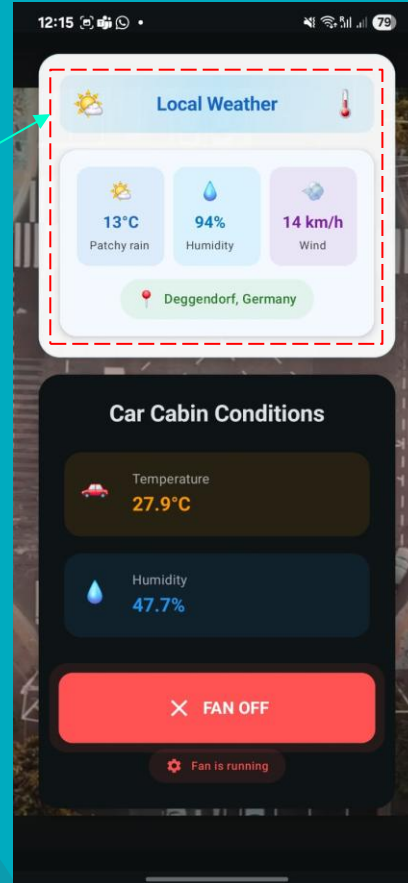 12:15
79
Local Weather
13°C
94%
14 km/h
Patchy rain
Humidity
Wind
Deggendorf, Germany
Car Cabin Conditions
Temperature
27.9°C
Humidity
47.7%
FAN OFF
Fan is running